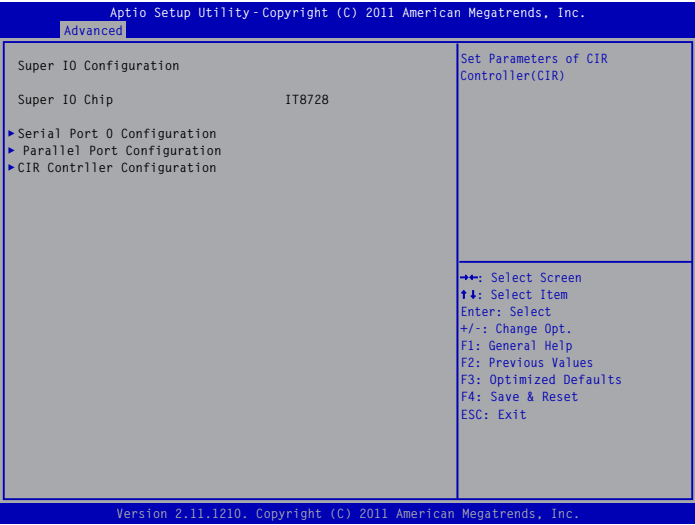 Aptio Setup Utility - Copyright (C) 2011 American Megatrends, Inc.
Advanced
Super IO Configuration
Super IO Chip IT8728
►Serial Port 0 Configuration
► Parallel Port Configuration
►CIR Contrller Configuration
Set Parameters of CIR
Controller(CIR)
→←: Select Screen
↑↓: Select Item
Enter: Select
+/-: Change Opt.
F1: General Help
F2: Previous Values
F3: Optimized Defaults
F4: Save & Reset
ESC: Exit
Version 2.11.1210. Copyright (C) 2011 American Megatrends, Inc.